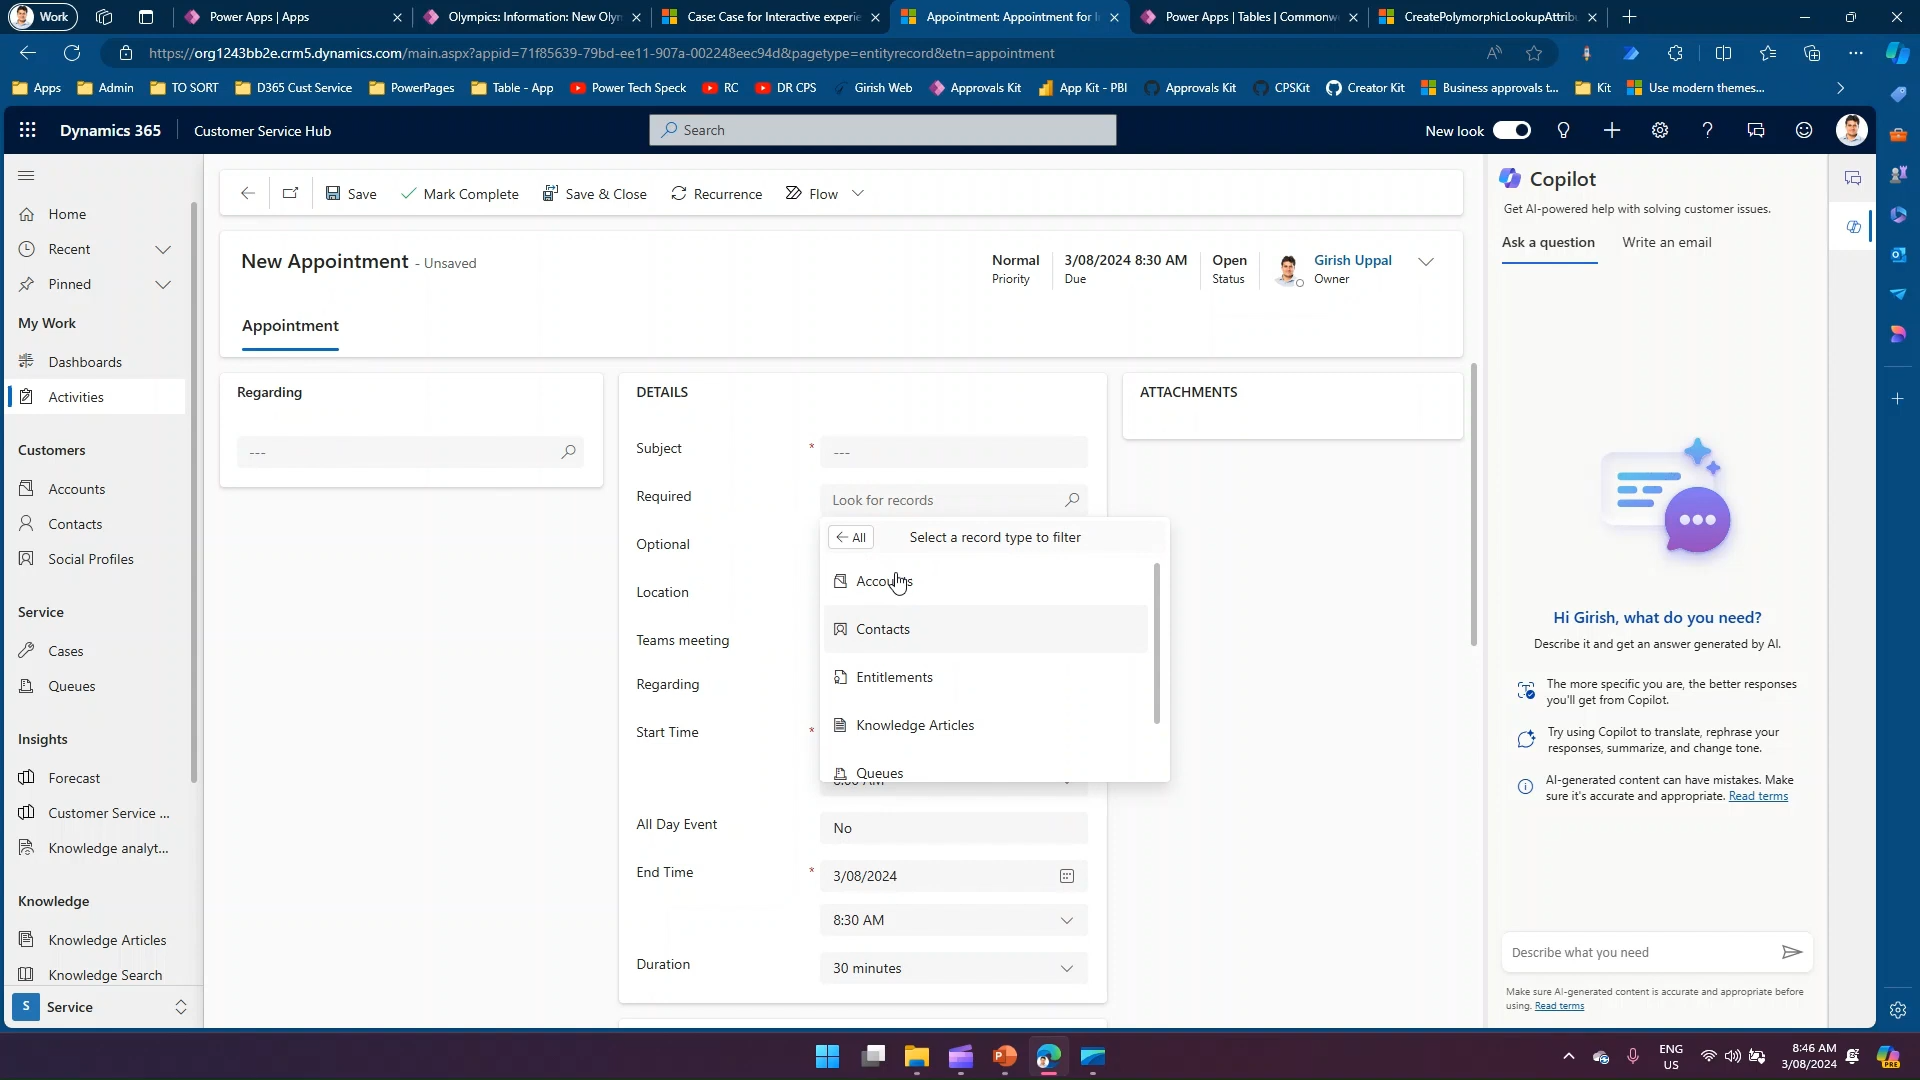 Work
Power Apps | Apps
Olympics: Information: New Olyn
Case: Case for Interactive experie
Appointment: Appointment for I
Power Apps | Tables | Commonw
CreatePolymorphicLookupAttribu
https://org1243bb2e.crm5.dynamics.com/main.aspx?appid=71f85639-79bd-ee11-907a-002248eec94d&pagetype=entityrecord&etn=appointment
Apps
Admin
TO SORT
D365 Cust Service
PowerPages
Table - App
Power Tech Speck
RC
DR CPS
Girish Web
Approvals Kit
App Kit - PBI
Approvals Kit
CPSKit
Creator Kit
Business approvals t...
Kit
Use modern themes...
Dynamics 365
Customer Service Hub
Search
New look
Home
Recent
Pinned
My Work
Dashboards
Activities
Customers
Accounts
Contacts
Social Profiles
Service
Cases
Queues
Insights
Forecast
Customer Service ...
Knowledge analyt...
Knowledge
Knowledge Articles
Knowledge Search
S Service
Save
Mark Complete
Save & Close
Recurrence
Flow
New Appointment - Unsaved
Normal
Priority
3/08/2024 8:30 AM
Due
Open
Status
Girish Uppal
Owner
Appointment
Regarding
---
DETAILS
Subject * ---
Required Look for records
Optional
Location
Teams meeting
Regarding
Start Time *
All Select a record type to filter
Accounts
Contacts
Entitlements
Knowledge Articles
Queues
All Day Event No
End Time * 3/08/2024
8:30 AM
Duration 30 minutes
ATTACHMENTS
Copilot
Get AI-powered help with solving customer issues.
Ask a question
Write an email
Hi Girish, what do you need?
Describe it and get an answer generated by AI.
The more specific you are, the better responses
you'll get from Copilot.
Try using Copilot to translate, rephrase your
responses, summarize, and change tone.
AI-generated content can have mistakes. Make
sure it's accurate and appropriate. Read terms
Describe what you need
Make sure AI-generated content is accurate and appropriate before
using. Read terms
ENG
US
8:46 AM
3/08/2024
PRE